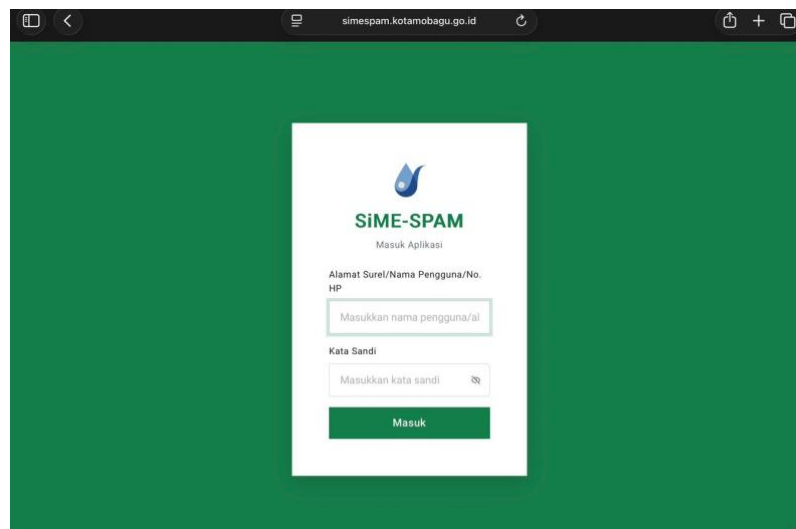 simespam.kotamobagu.go.id
SiME-SPAM
Masuk Aplikasi
Alamat Surel/Nama Pengguna/No.
HP
Masukkan nama pengguna/al
Kata Sandi
Masukkan kata sandi
Masuk